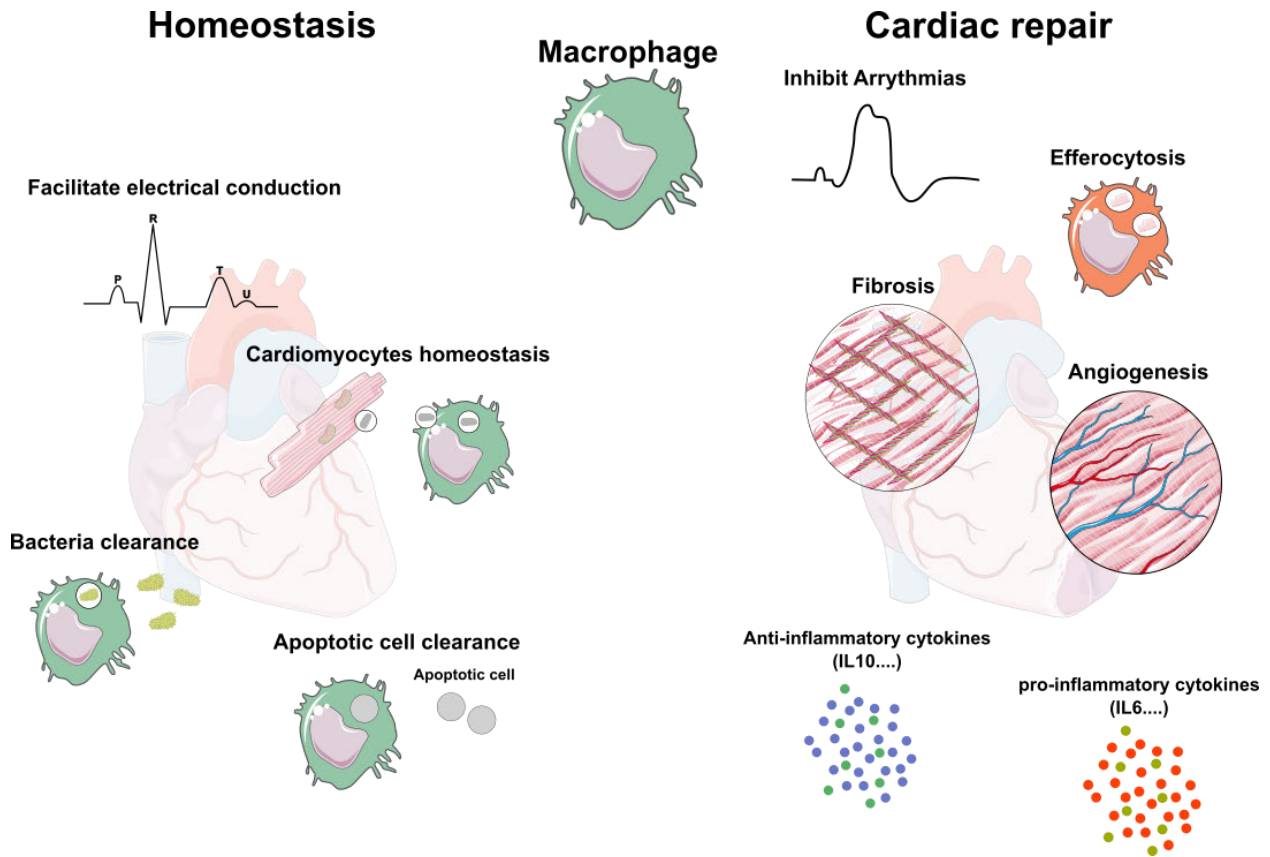 Homeostasis
Macrophage
Cardiac repair
Inhibit Arrythmias
Efferocytosis
Facilitate electrical conduction
R
P
T
U
Fibrosis
Cardiomyocytes homeostasis
Angiogenesis
Bacteria clearance
Apoptotic cell clearance
Apoptotic cell
Anti-inflammatory cytokines
(IL10....)
pro-inflammatory cytokines
(IL6....)